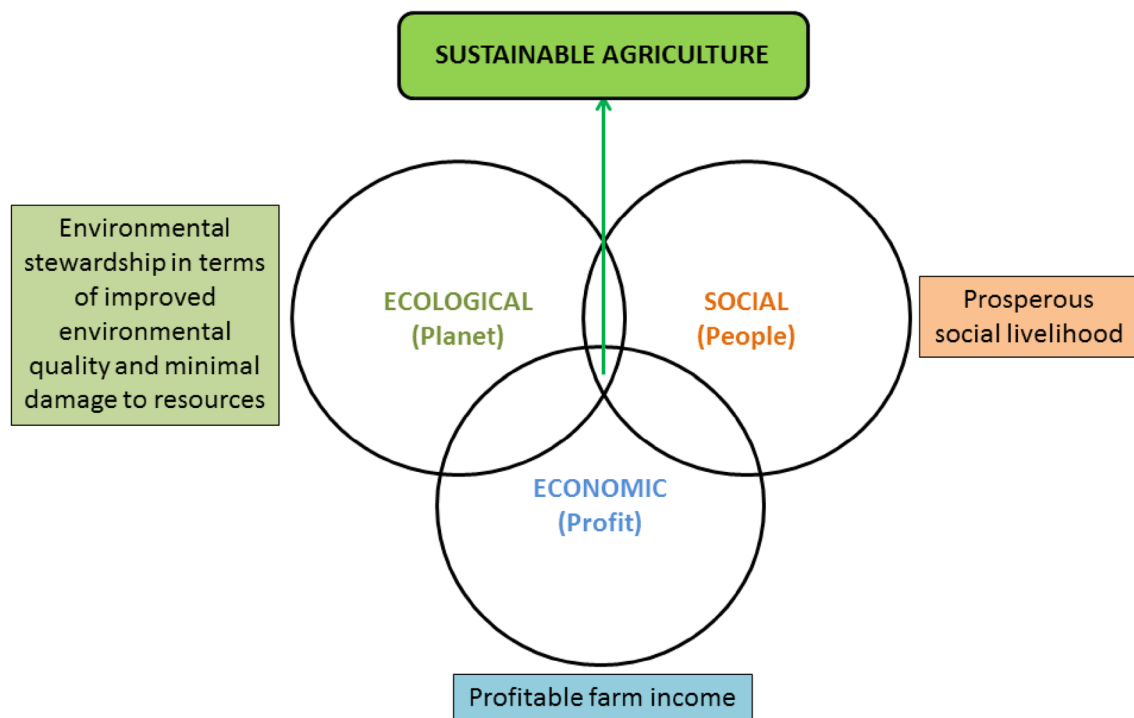 SUSTAINABLE AGRICULTURE
Environmental
stewardship in terms
of improved
environmental
quality and minimal
damage to resources
ECOLOGICAL
(Planet)
SOCIAL
(People)
Prosperous
social livelihood
ECONOMIC
(Profit)
Profitable farm income